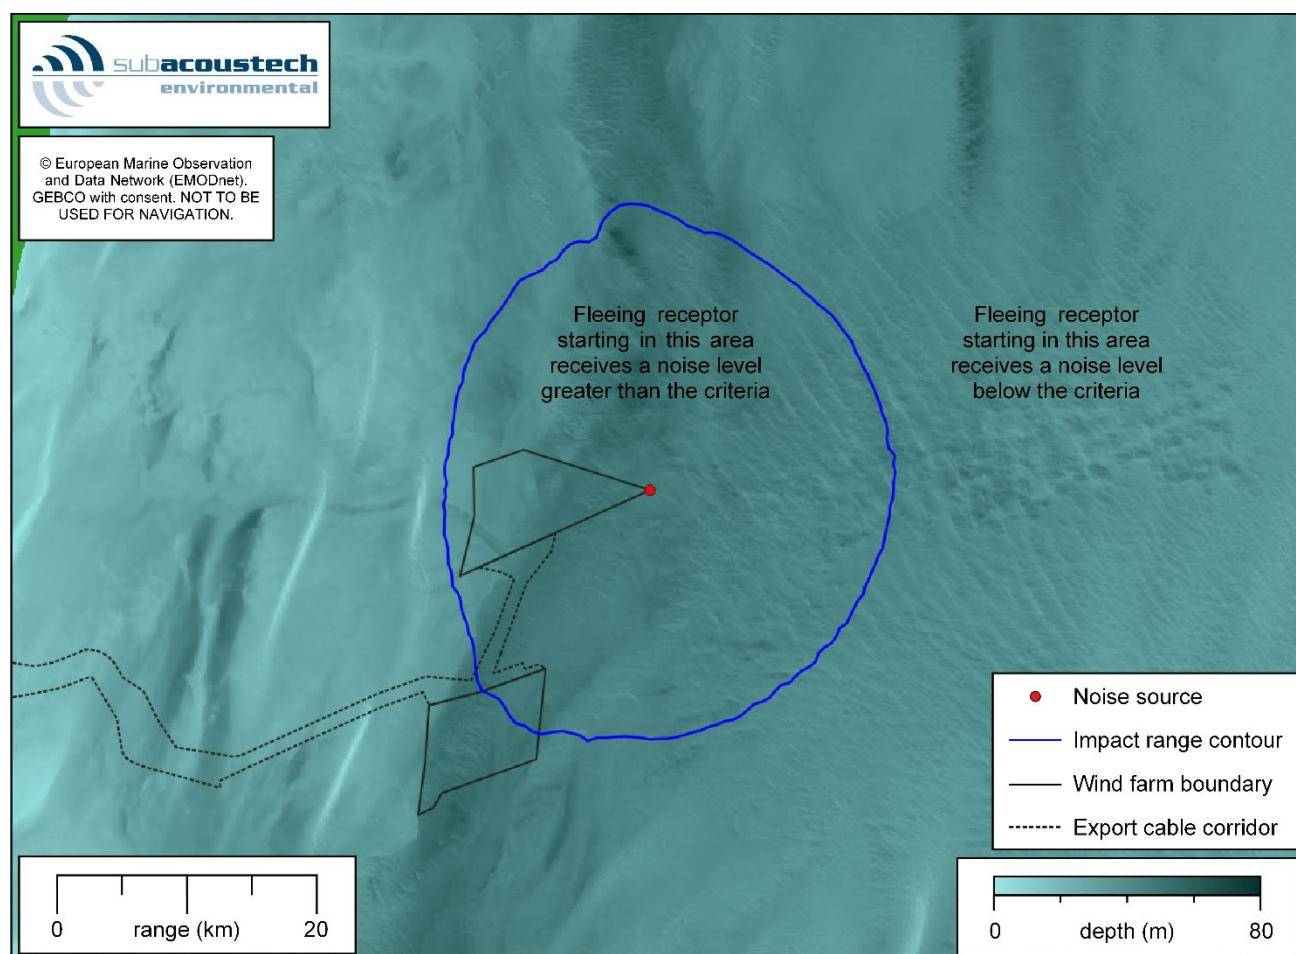 subacoustech
environmental
© European Marine Observation
and Data Network (EMODnet).
GEBCO with consent. NOT TO BE
USED FOR NAVIGATION.
Fleeing receptor
starting in this area
receives a noise level
greater than the criteria
Fleeing receptor
starting in this area
receives a noise level
below the criteria
Noise source
Impact range contour
Wind farm boundary
Export cable corridor
0 range (km) 20
0 depth (m) 80